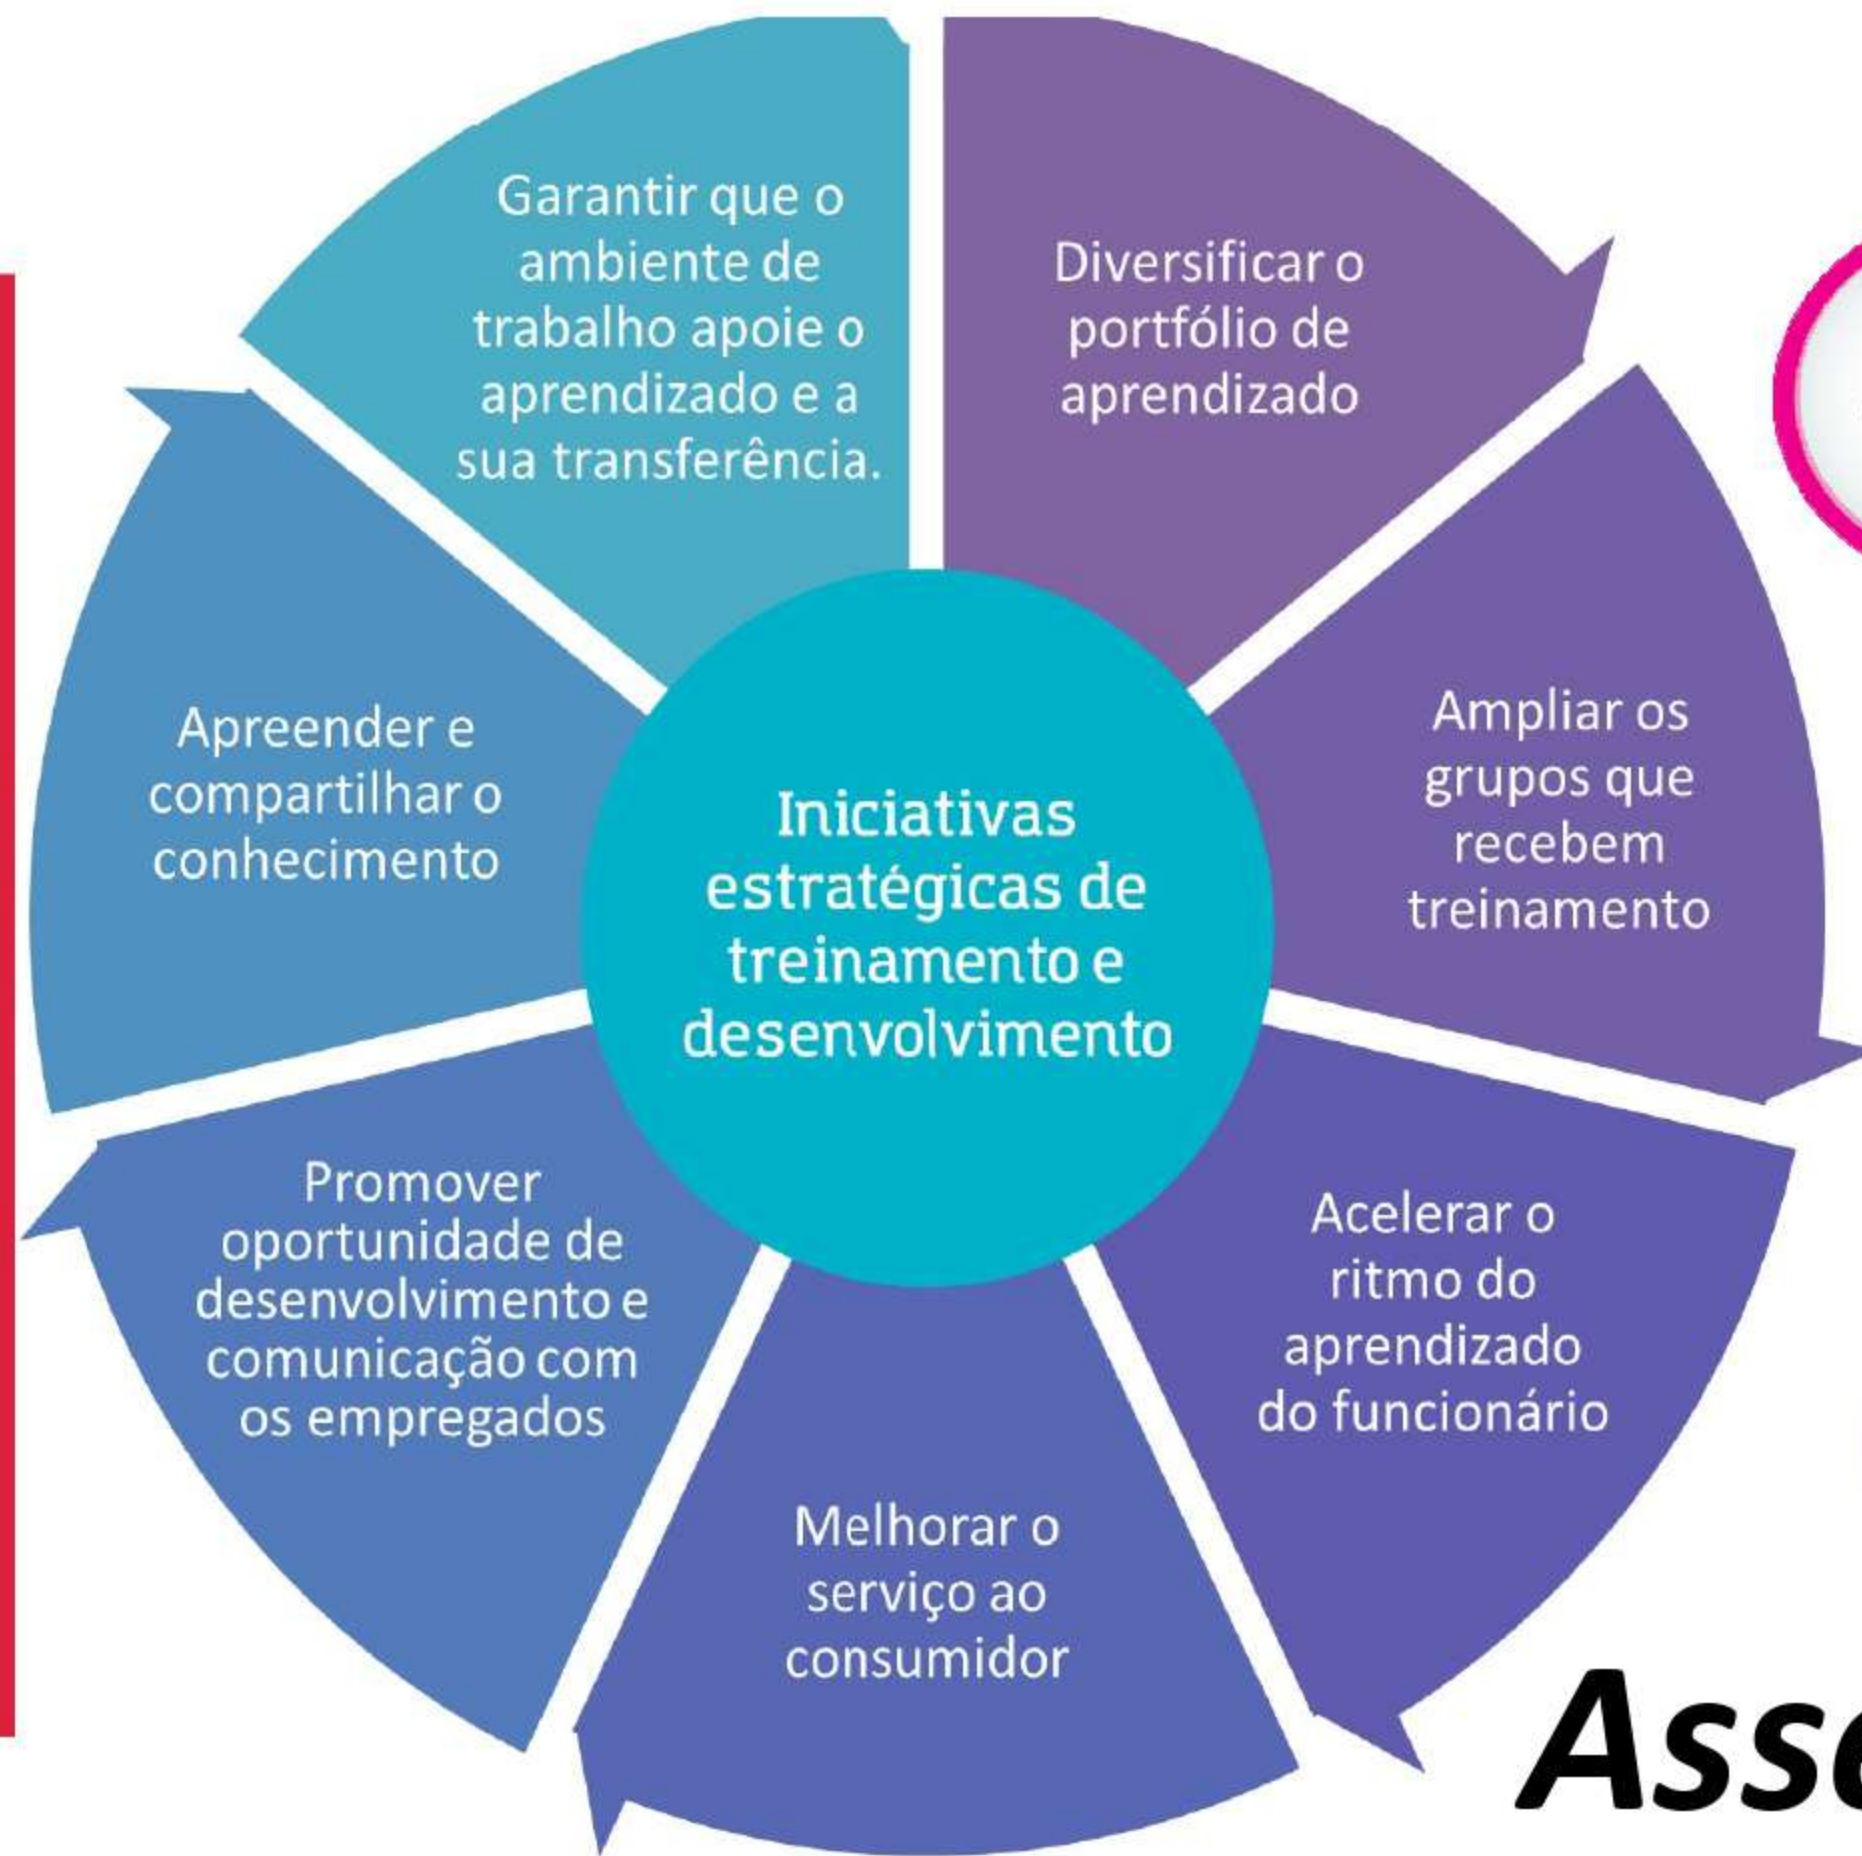 Garantir que o
ambiente de
trabalho apoie o
aprendizado e a
sua transferência.
Diversificar o
portfólio de
aprendizado
Ampliar os
grupos que
recebem
treinamento
Apreender e
compartilhar o
conhecimento
Iniciativas
estratégicas de
treinamento e
desenvolvimento
Promover
oportunidade de
desenvolvimento e
comunicação com
os empregados
Acelerar o
ritmo do
aprendizado
do funcionário
Melhorar o
serviço ao
consumidor